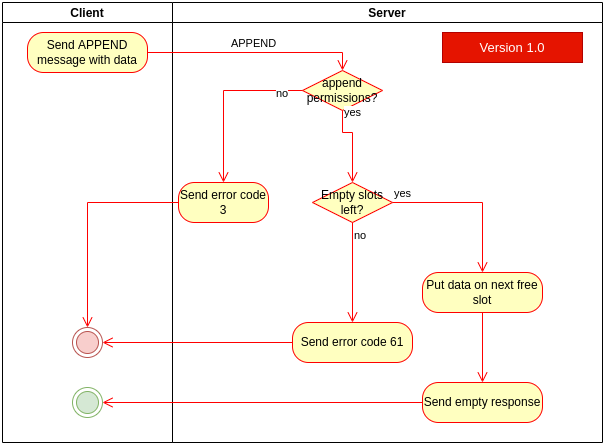 Client
Server
Send APPEND
message with data
APPEND
Version 1.0
append
permissions?
no
yes
Send error code
3
Empty slots
left?
yes
no
Put data on next free
slot
Send error code 61
Send empty response